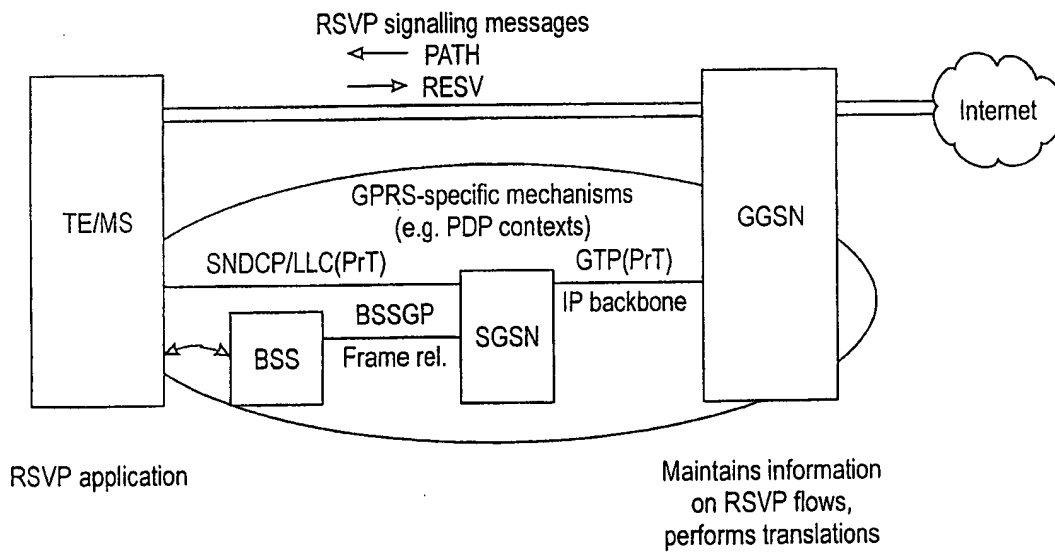 RSVP signalling messages
PATH
RESV
Internet
TE/MS
GPRS-specific mechanisms
(e.g. PDP contexts)
GGSN
SNDCP/LLC(PrT)
GTP(PrT)
BSSGP
IP backbone
SGSN
BSS
Frame rel.
RSVP application
Maintains information
on RSVP flows,
performs translations